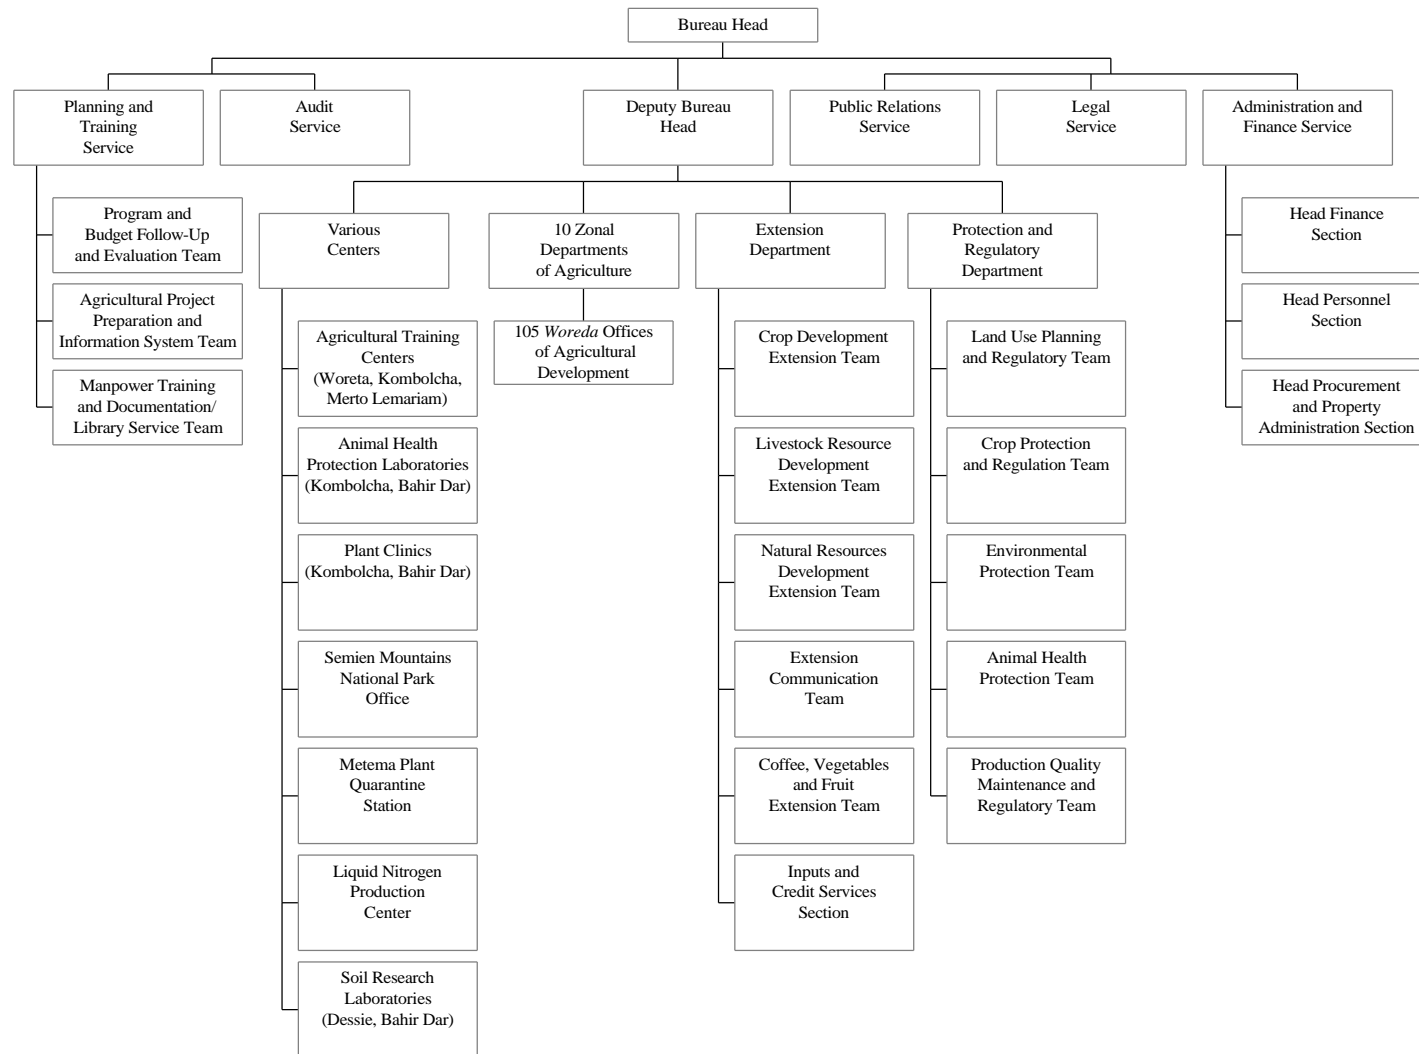 Bureau Head
Planning and
Training
Service
Audit
Service
Deputy Bureau
Head
Public Relations
Service
Legal
Service
Administration and
Finance Service
Program and
Budget Follow-Up
and Evaluation Team
Agricultural Project
Preparation and
Information System Team
Manpower Training
and Documentation/
Library Service Team
Various
Centers
10 Zonal
Departments
of Agriculture
Extension
Department
Protection and
Regulatory
Department
Head Finance
Section
Head Personnel
Section
Head Procurement
and Property
Administration Section
Agricultural Training
Centers
(Woreta, Kombolcha,
Merto Lemariam)
Animal Health
Protection Laboratories
(Kombolcha, Bahir Dar)
Plant Clinics
(Kombolcha, Bahir Dar)
Semien Mountains
National Park
Office
Metema Plant
Quarantine
Station
Liquid Nitrogen
Production
Center
Soil Research
Laboratories
(Dessie, Bahir Dar)
105 Woreda Offices
of Agricultural
Development
Crop Development
Extension Team
Livestock Resource
Development
Extension Team
Natural Resources
Development
Extension Team
Extension
Communication
Team
Coffee, Vegetables
and Fruit
Extension Team
Inputs and
Credit Services
Section
Land Use Planning
and Regulatory Team
Crop Protection
and Regulation Team
Environmental
Protection Team
Animal Health
Protection Team
Production Quality
Maintenance and
Regulatory Team